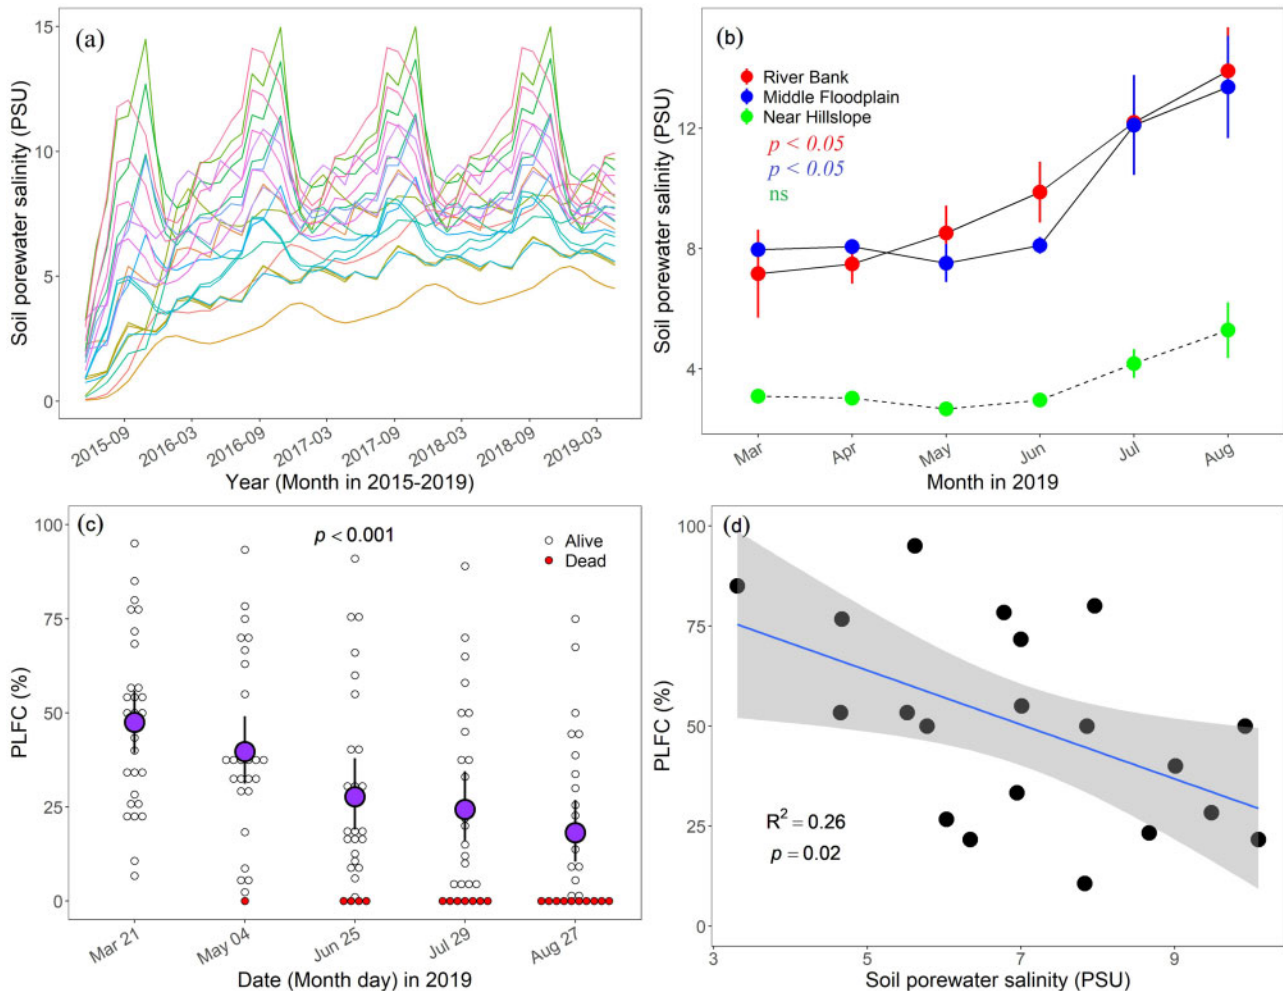 (a)
Soil porewater salinity (PSU)
15
10
5
0
2015-09
2016-03
2016-09
2017-03
2017-09
2018-03
2018-09
2019-03
Year (Month in 2015-2019)
(b)
River Bank
Middle Floodplain
Near Hillslope
p < 0.05
p < 0.05
ns
Soil porewater salinity (PSU)
12
8
4
Mar
Apr
May
Jun
Jul
Aug
Month in 2019
(c)
p < 0.001
Alive
Dead
PLFC (%)
100
75
50
25
0
Mar 21
May 04
Jun 25
Jul 29
Aug 27
Date (Month day) in 2019
(d)
PLFC (%)
100
75
50
25
0
R² = 0.26
p = 0.02
3
5
7
9
Soil porewater salinity (PSU)